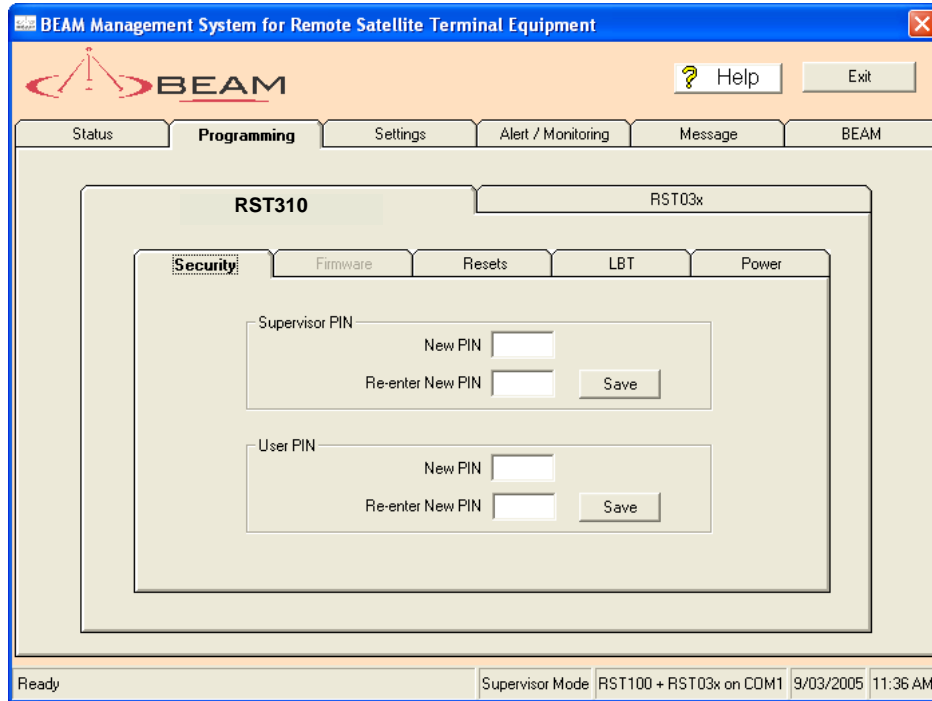 BEAM Management System for Remote Satellite Terminal Equipment
BEAM
? Help
Exit
Status
Programming
Settings
Alert / Monitoring
Message
BEAM
RST310
RST03x
Security
Firmware
Resets
LBT
Power
Supervisor PIN
New PIN
Re-enter New PIN
Save
User PIN
New PIN
Re-enter New PIN
Save
Ready
Supervisor Mode
RST100 + RST03x on COM1
9/03/2005
11:36 AM